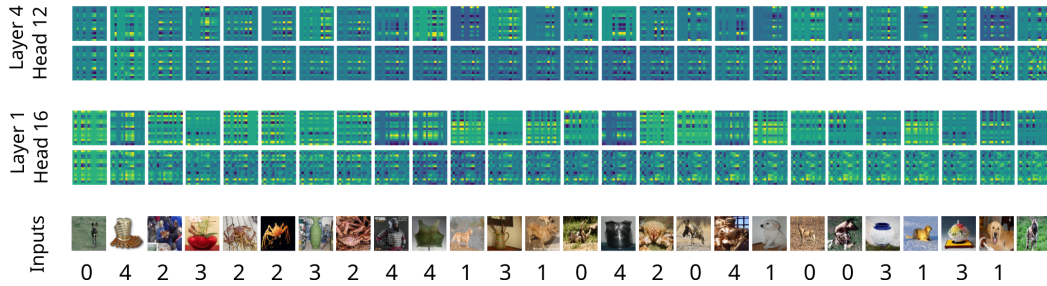 Layer 4
Head 12
Layer 1
Head 16
Inputs
0 4 2 3 2 2 3 2 4 4 1 3 1 0 4 2 0 4 1 0 0 3 1 3 1